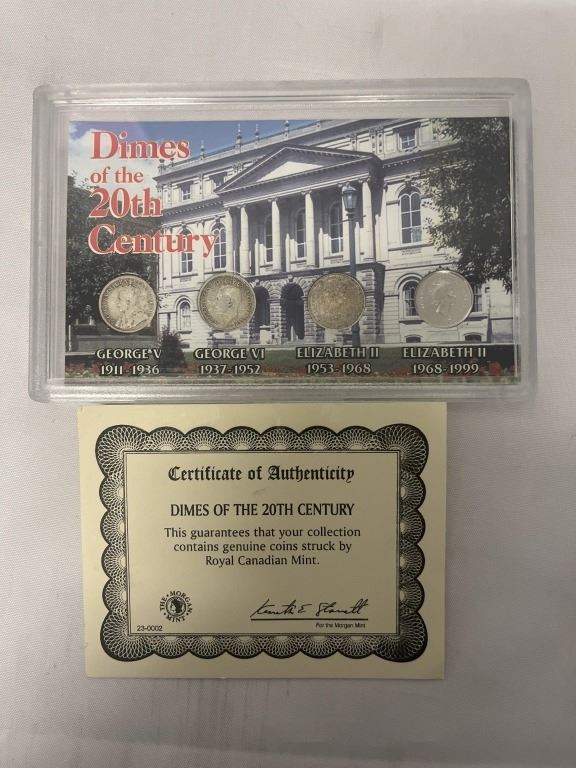 Dimes
of the
20th
Century
GEORGE V
1911-1936
GEORGE VI
1937-1952
ELIZABETH II
1953-1968
ELIZABETH II
1968-1999
Certificate of Authenticity
DIMES OF THE 20TH CENTURY
This guarantees that your collection
contains genuine coins struck by
Royal Canadian Mint.
THE MORGAN
MINT
23-0002
Kenneth E. Starrett
For the Morgan Mint